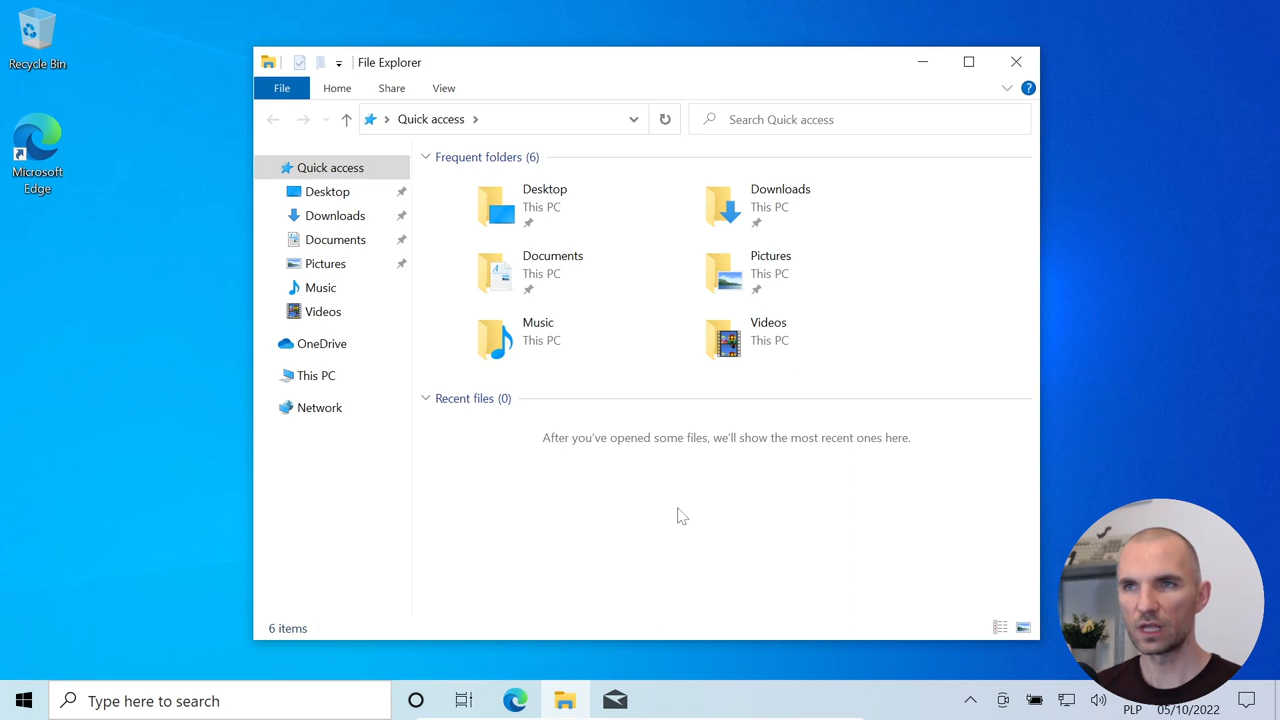 Recycle Bin
Microsoft
Edge
File Explorer
File
Home
Share
View
Quick access
Search Quick access
Quick access
Desktop
Downloads
Documents
Pictures
Music
Videos
OneDrive
This PC
Network
Frequent folders (6)
Desktop
This PC
Downloads
This PC
Documents
This PC
Pictures
This PC
Music
This PC
Videos
This PC
Recent files (0)
After you've opened some files, we'll show the most recent ones here.
6 items
Type here to search
PLP
05/10/2022